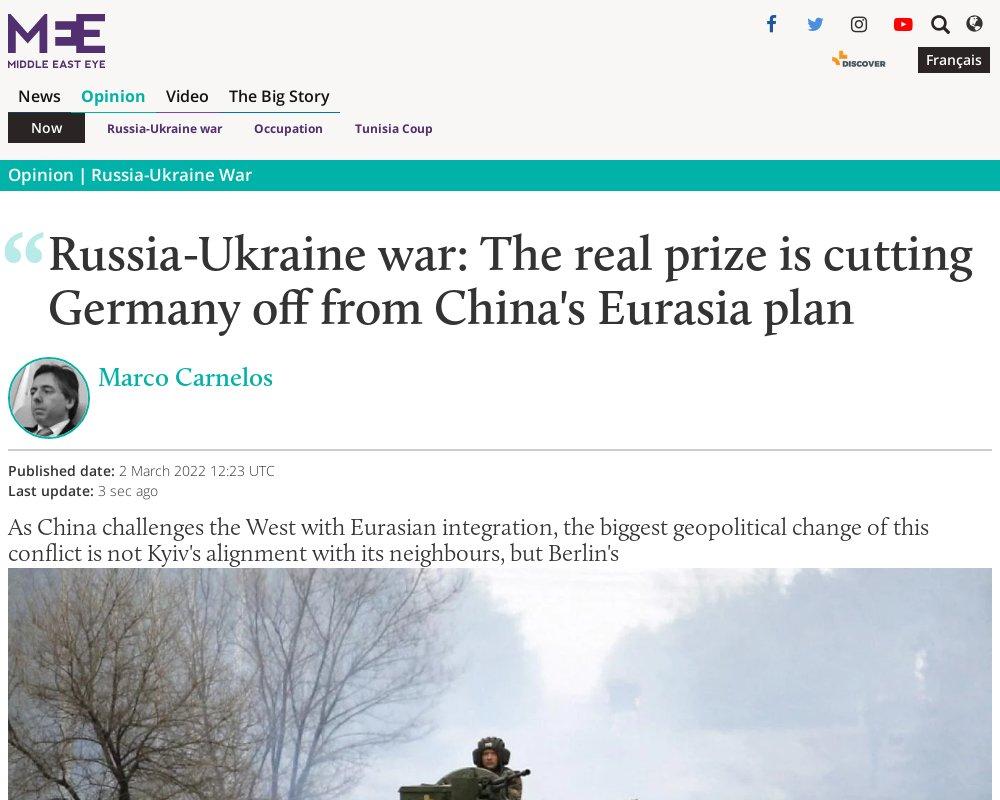 MEE
MIDDLE EAST EYE
DISCOVER
Français
News Opinion Video The Big Story
Now Russia-Ukraine war Occupation Tunisia Coup
Opinion | Russia-Ukraine War
“Russia-Ukraine war: The real prize is cutting
Germany off from China's Eurasia plan
Marco Carnelos
Published date: 2 March 2022 12:23 UTC
Last update: 3 sec ago
As China challenges the West with Eurasian integration, the biggest geopolitical change of this
conflict is not Kyiv's alignment with its neighbours, but Berlin's